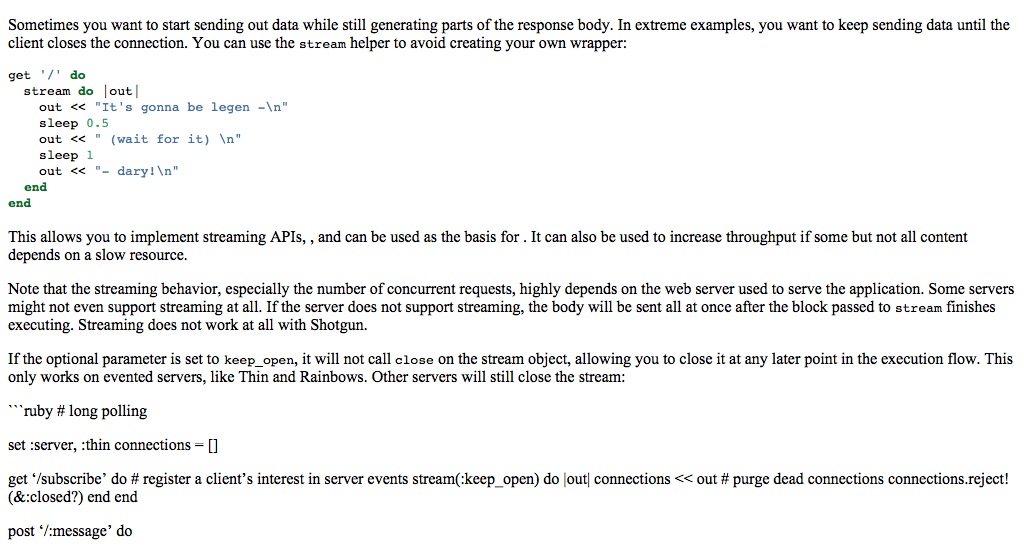 Sometimes you want to start sending out data while still generating parts of the response body. In extreme examples, you want to keep sending data until the
client closes the connection. You can use the stream helper to avoid creating your own wrapper:
get '/' do
  stream do |out|
    out << "It's gonna be legen -\n"
    sleep 0.5
    out << " (wait for it) \n"
    sleep 1
    out << "- dary!\n"
  end
end
This allows you to implement streaming APIs, , and can be used as the basis for . It can also be used to increase throughput if some but not all content
depends on a slow resource.
Note that the streaming behavior, especially the number of concurrent requests, highly depends on the web server used to serve the application. Some servers
might not even support streaming at all. If the server does not support streaming, the body will be sent all at once after the block passed to stream finishes
executing. Streaming does not work at all with Shotgun.
If the optional parameter is set to keep_open, it will not call close on the stream object, allowing you to close it at any later point in the execution flow. This
only works on evented servers, like Thin and Rainbows. Other servers will still close the stream:
```ruby # long polling
set :server, :thin connections = []
get ‘/subscribe’ do # register a client’s interest in server events stream(:keep_open) do |out| connections << out # purge dead connections connections.reject!
(&:closed?) end end
post ‘/:message’ do